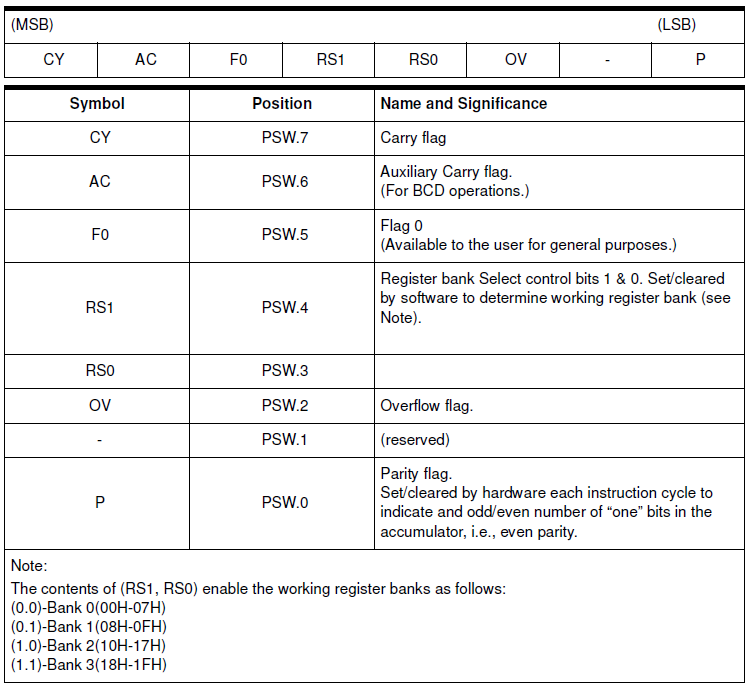 (MSB) (LSB)
CY AC F0 RS1 RS0 OV - P
Symbol Position Name and Significance
CY PSW.7 Carry flag
AC PSW.6 Auxiliary Carry flag.
(For BCD operations.)
F0 PSW.5 Flag 0
(Available to the user for general purposes.)
RS1 PSW.4 Register bank Select control bits 1 & 0. Set/cleared
by software to determine working register bank (see
Note).
RS0 PSW.3
OV PSW.2 Overflow flag.
- PSW.1 (reserved)
P PSW.0 Parity flag.
Set/cleared by hardware each instruction cycle to
indicate and odd/even number of “one” bits in the
accumulator, i.e., even parity.
Note:
The contents of (RS1, RS0) enable the working register banks as follows:
(0.0)-Bank 0(00H-07H)
(0.1)-Bank 1(08H-0FH)
(1.0)-Bank 2(10H-17H)
(1.1)-Bank 3(18H-1FH)